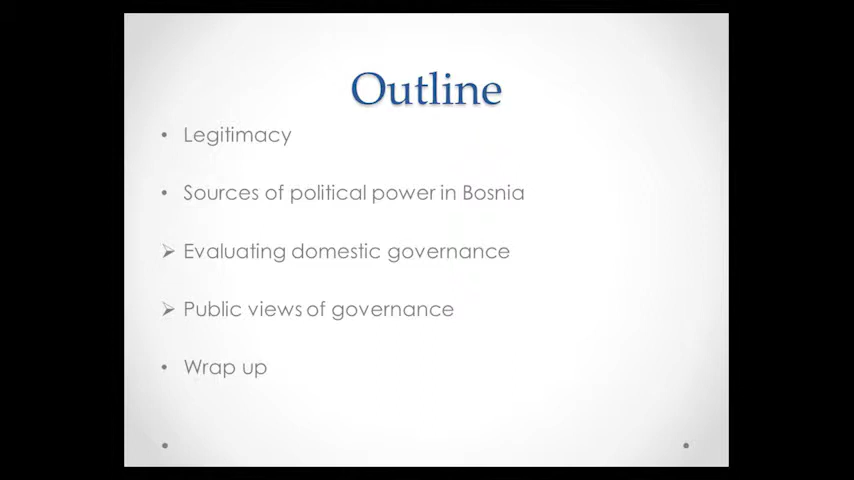 Outline
• Legitimacy
• Sources of political power in Bosnia
➢ Evaluating domestic governance
➢ Public views of governance
• Wrap up